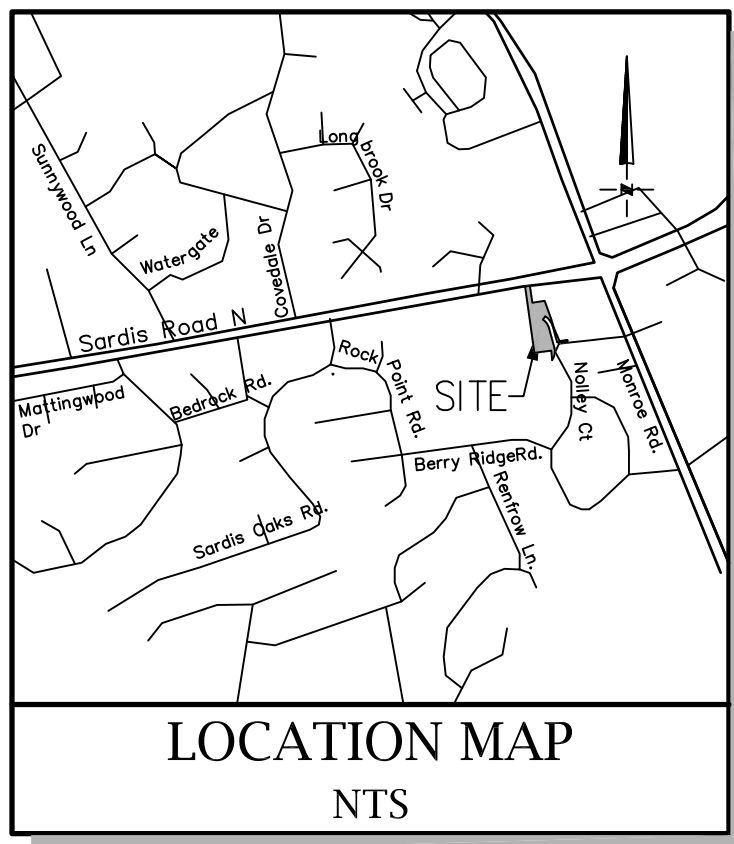 Long
brook Dr
Sunnywood Ln
N
Watergate
Covedale Dr
Sardis Road N
Rock
Point Rd.
Mattingwood
Dr
Bedrock Rd.
SITE
Nolley Ct
Monroe Rd.
Berry RidgeRd.
Renfrow Ln.
Sardis Oaks Rd.
LOCATION MAP
NTS